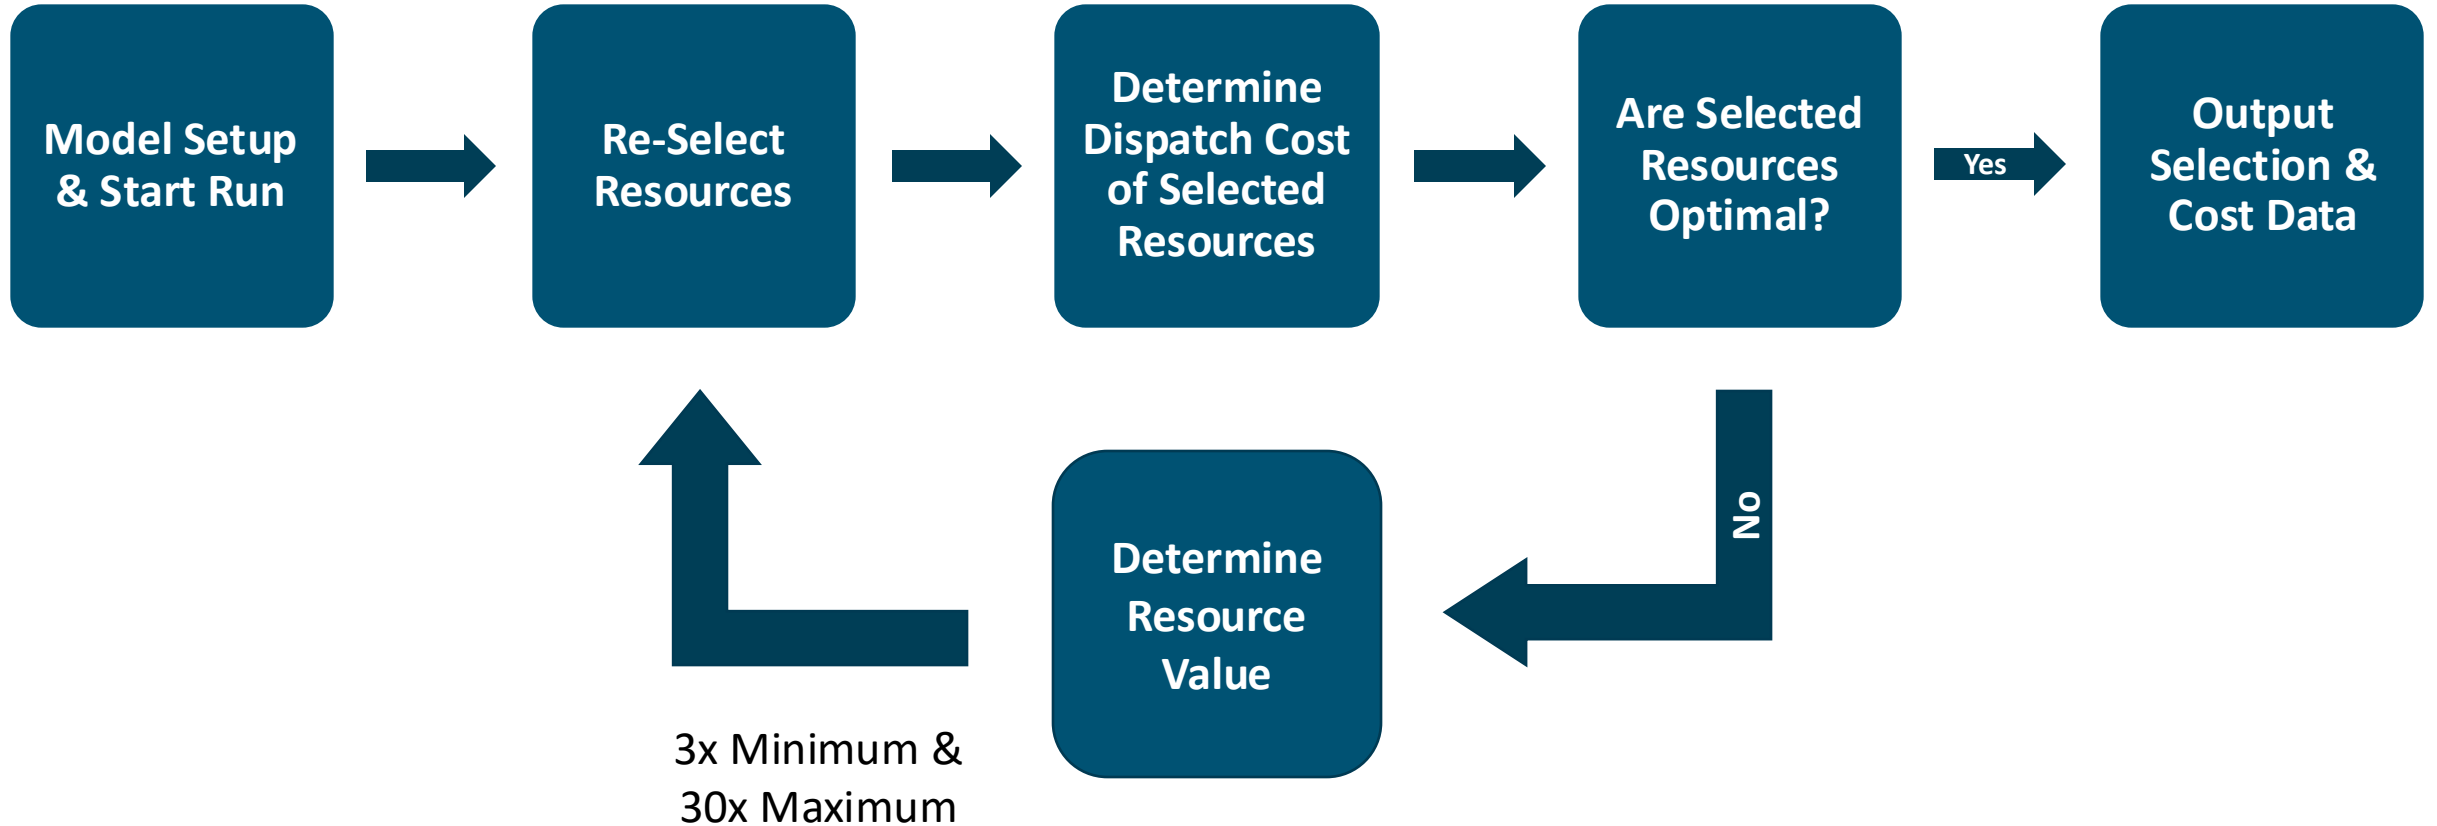 Model Setup
& Start Run
Re-Select
Resources
Determine
Dispatch Cost
of Selected
Resources
Are Selected
Resources
Optimal?
Yes
Output
Selection &
Cost Data
No
Determine
Resource
Value
3x Minimum &
30x Maximum